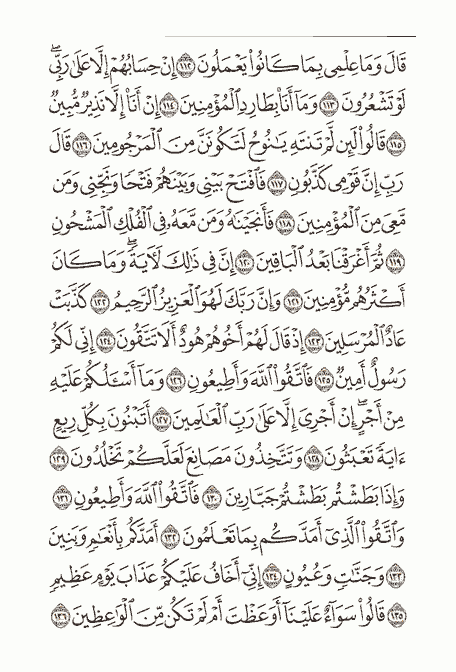 قَالَ وَمَا عِلْمِى بِمَا كَانُوا۟ يَعْمَلُونَ ١١٢ إِنْ حِسَابُهُمْ إِلَّا عَلَىٰ رَبِّى ۖ
لَوْ تَشْعُرُونَ ١١٣ وَمَآ أَنَا۠ بِطَارِدِ ٱلْمُؤْمِنِينَ ١١٤ إِنْ أَنَا۠ إِلَّا نَذِيرٌ مُّبِينٌ
١١٥ قَالُوا۟ لَئِن لَّمْ تَنتَهِ يَٰنُوحُ لَتَكُونَنَّ مِنَ ٱلْمَرْجُومِينَ ١١٦ قَالَ
رَبِّ إِنَّ قَوْمِى كَذَّبُونِ ١١٧ فَٱفْتَحْ بَيْنِى وَبَيْنَهُمْ فَتْحًا وَنَجِّنِى وَمَن
مَّعِىَ مِنَ ٱلْمُؤْمِنِينَ ١١٨ فَأَنجَيْنَٰهُ وَمَن مَّعَهُۥ فِى ٱلْفُلْكِ ٱلْمَشْحُونِ
١١٩ ثُمَّ أَغْرَقْنَا بَعْدُ ٱلْبَاقِينَ ١٢٠ إِنَّ فِى ذَٰلِكَ لَءَايَةً ۖ وَمَا كَانَ
أَكْثَرُهُم مُّؤْمِنِينَ ١٢١ وَإِنَّ رَبَّكَ لَهُوَ ٱلْعَزِيزُ ٱلرَّحِيمُ ١٢٢ كَذَّبَتْ
عَادٌ ٱلْمُرْسَلِينَ ١٢٣ إِذْ قَالَ لَهُمْ أَخُوهُمْ هُودٌ أَلَا تَتَّقُونَ ١٢٤ إِنِّى لَكُمْ
رَسُولٌ أَمِينٌ ١٢٥ فَٱتَّقُوا۟ ٱللَّهَ وَأَطِيعُونِ ١٢٦ وَمَآ أَسْـَٔلُكُمْ عَلَيْهِ
مِنْ أَجْرٍ ۖ إِنْ أَجْرِىَ إِلَّا عَلَىٰ رَبِّ ٱلْعَٰلَمِينَ ١٢٧ أَتَبْنُونَ بِكُلِّ رِيعٍ
ءَايَةً تَعْبَثُونَ ١٢٨ وَتَتَّخِذُونَ مَصَانِعَ لَعَلَّكُمْ تَخْلُدُونَ ١٢٩
وَإِذَا بَطَشْتُم بَطَشْتُمْ جَبَّارِينَ ١٣٠ فَٱتَّقُوا۟ ٱللَّهَ وَأَطِيعُونِ ١٣١
وَٱتَّقُوا۟ ٱلَّذِىٓ أَمَدَّكُم بِمَا تَعْلَمُونَ ١٣٢ أَمَدَّكُم بِأَنْعَٰمٍ وَبَنِينَ
١٣٣ وَجَنَّٰتٍ وَعُيُونٍ ١٣٤ إِنِّىٓ أَخَافُ عَلَيْكُمْ عَذَابَ يَوْمٍ عَظِيمٍ
١٣٥ قَالُوا۟ سَوَآءٌ عَلَيْنَآ أَوَعَظْتَ أَمْ لَمْ تَكُن مِّنَ ٱلْوَٰعِظِينَ ١٣٦